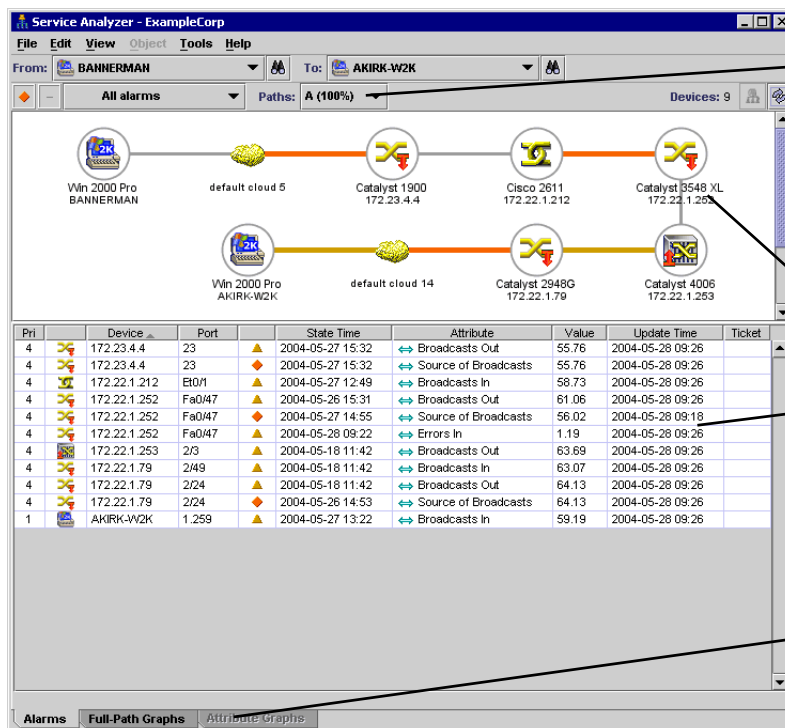 Service Analyzer - ExampleCorp
File Edit View Object Tools Help
From: 2K BANNERMAN To: 2K AKIRK-W2K
All alarms Paths: A (100%) Devices: 9
2K
Win 2000 Pro default cloud 5 Catalyst 1900 Cisco 2611 Catalyst 3548 XL
BANNERMAN 172.23.4.4 172.22.1.212 172.22.1.252
2K
Win 2000 Pro default cloud 14 Catalyst 2948G Catalyst 4006
AKIRK-W2K 172.22.1.79 172.22.1.253
Pri Device Port State Time Attribute Value Update Time Ticket
4 172.23.4.4 23 2004-05-27 15:32 Broadcasts Out 55.76 2004-05-28 09:26
4 172.23.4.4 23 2004-05-27 15:32 Source of Broadcasts 55.76 2004-05-28 09:26
4 172.22.1.212 Et0/1 2004-05-27 12:49 Broadcasts In 58.73 2004-05-28 09:26
4 172.22.1.252 Fa0/47 2004-05-26 15:31 Broadcasts Out 61.06 2004-05-28 09:26
4 172.22.1.252 Fa0/47 2004-05-27 14:55 Source of Broadcasts 56.02 2004-05-28 09:18
4 172.22.1.252 Fa0/47 2004-05-28 09:22 Errors In 1.19 2004-05-28 09:26
4 172.22.1.253 2/3 2004-05-18 11:42 Broadcasts Out 63.69 2004-05-28 09:26
4 172.22.1.79 2/49 2004-05-18 11:42 Broadcasts In 63.07 2004-05-28 09:26
4 172.22.1.79 2/24 2004-05-18 11:42 Broadcasts Out 64.13 2004-05-28 09:26
4 172.22.1.79 2/24 2004-05-26 14:53 Source of Broadcasts 64.13 2004-05-28 09:26
1 AKIRK-W2K 1.259 2004-05-27 13:22 Broadcasts In 59.19 2004-05-28 09:26
Alarms Full-Path Graphs Attribute Graphs